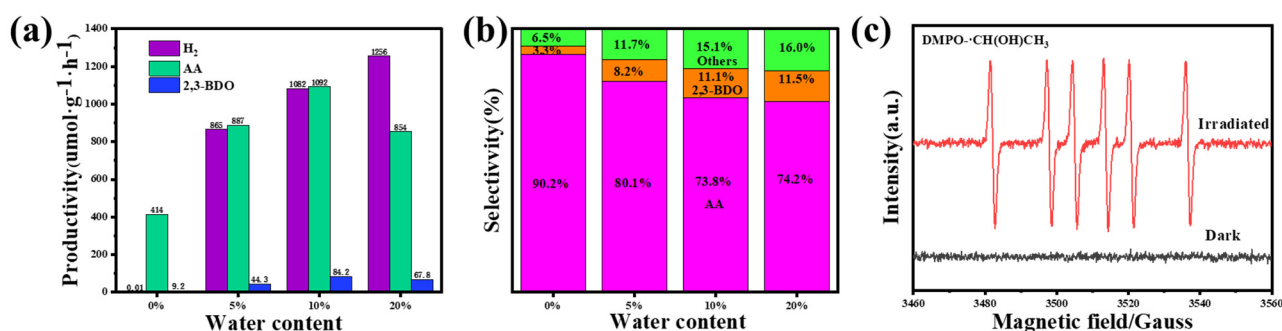 (a)
Productivity(umol·g⁻¹·h⁻¹)
1400
1200
1000
800
600
400
200
0
H₂
AA
2,3-BDO
0.01
414
9.2
865
887
44.3
1082
1092
84.2
1256
854
67.8
0%
5%
10%
20%
Water content
(b)
Selectivvity(%)
6.5%
3.3%
90.2%
11.7%
8.2%
80.1%
15.1%
Others
11.1%
2,3-BDO
73.8%
AA
16.0%
11.5%
74.2%
0%
5%
10%
20%
Water content
(c)
Intensity(a.u.)
DMPO-·CH(OH)CH₃
Irradiated
Dark
3460
3480
3500
3520
3540
3560
Magnetic field/Gauss